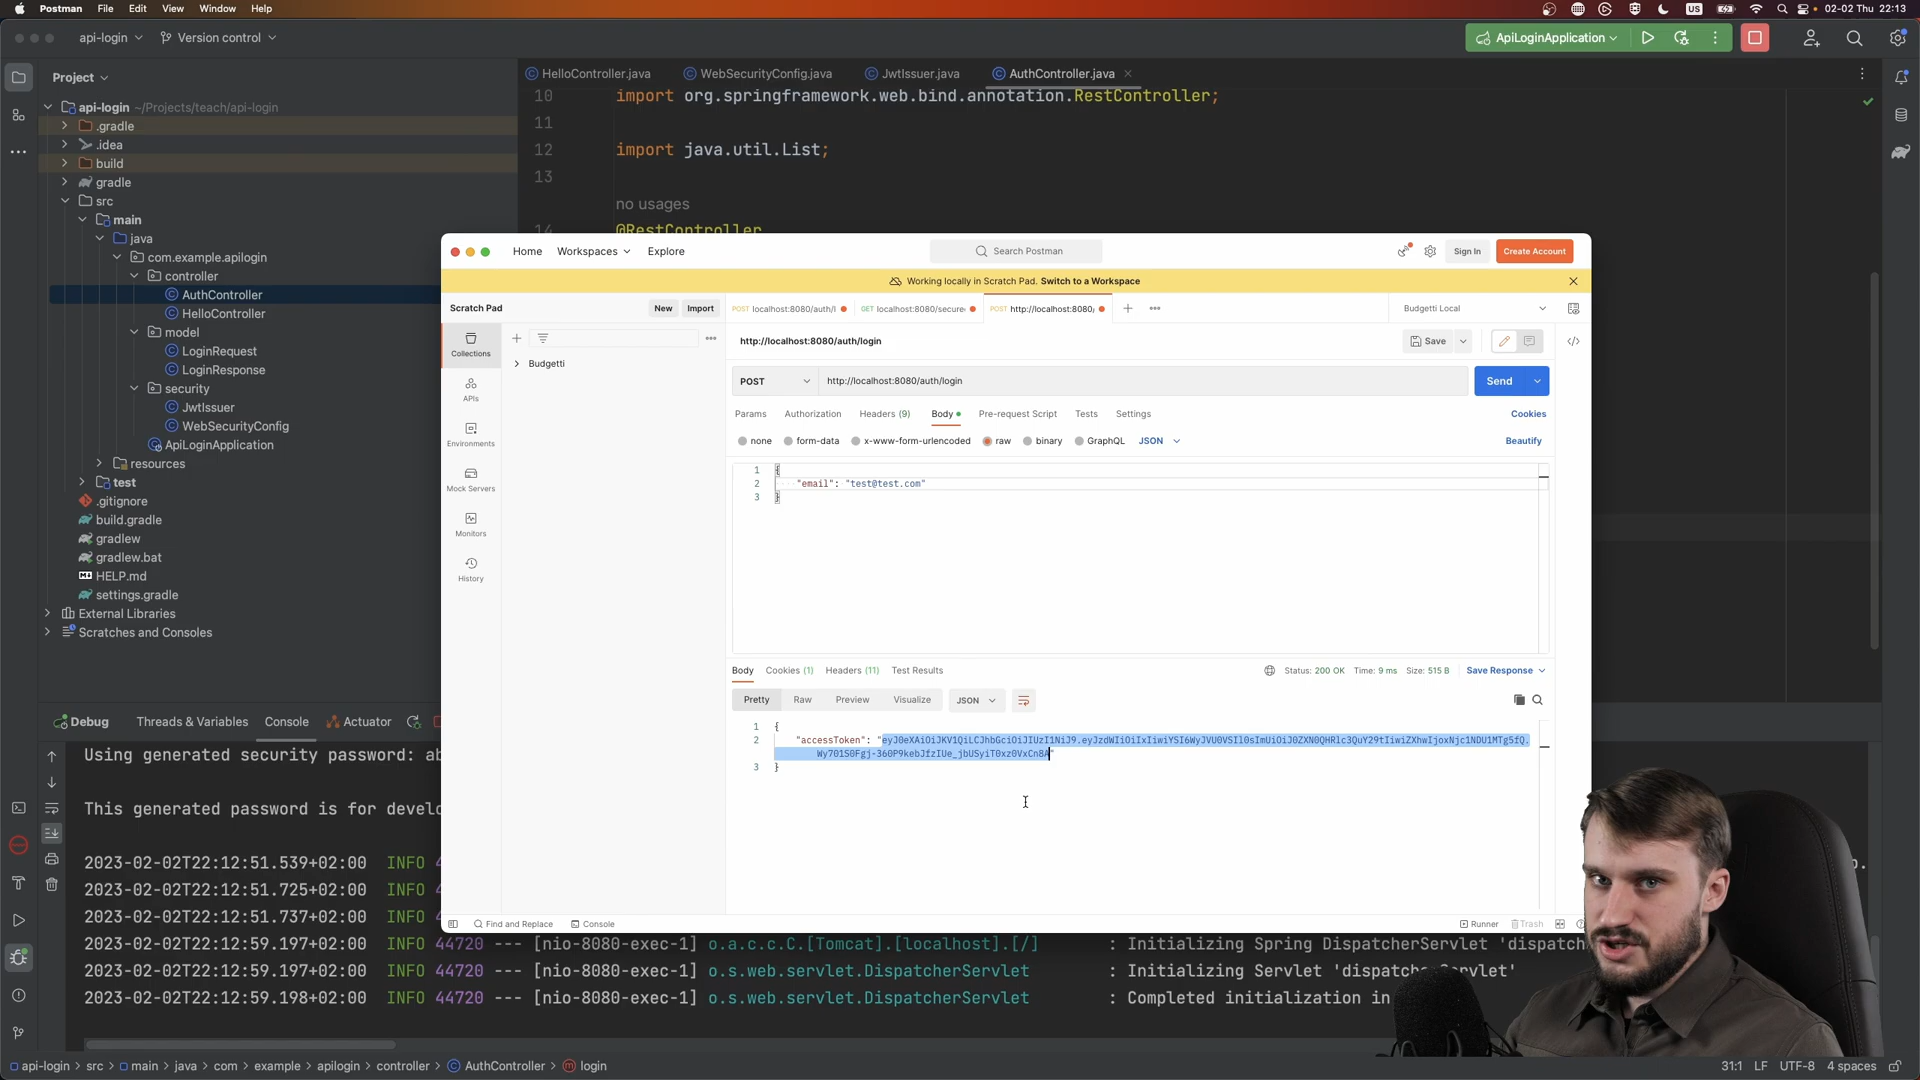 Postman File Edit View Window Help
US
02-02 Thu 22:13
api-login
Version control
ApiLoginApplication
Project
HelloController.java
WebSecurityConfig.java
JwtIssuer.java
AuthController.java
api-login ~/Projects/teach/api-login
.gradle
.idea
build
gradle
src
main
java
com.example.apilogin
controller
AuthController
HelloController
model
LoginRequest
LoginResponse
security
JwtIssuer
WebSecurityConfig
ApiLoginApplication
resources
test
.gitignore
build.gradle
gradlew
gradlew.bat
HELP.md
settings.gradle
External Libraries
Scratches and Consoles
10 import org.springframework.web.bind.annotation.RestController;
11
12 import java.util.List;
13
no usages
14 @RestController
Home Workspaces Explore
Search Postman
Sign In
Create Account
Working locally in Scratch Pad. Switch to a Workspace
Scratch Pad
New
Import
POST localhost:8080/auth/l
GET localhost:8080/secure
POST http://localhost:8080/
Budgetti Local
Collections
APIs
Environments
Mock Servers
Monitors
History
Budgetti
http://localhost:8080/auth/login
Save
POST
http://localhost:8080/auth/login
Send
Params Authorization Headers (9) Body Pre-request Script Tests Settings
Cookies
none form-data x-www-form-urlencoded raw binary GraphQL JSON
Beautify
1 {
2 "email": "test@test.com"
3 }
Body Cookies (1) Headers (11) Test Results
Status: 200 OK Time: 9 ms Size: 515 B
Save Response
Pretty Raw Preview Visualize JSON
1 {
2 "accessToken": "eyJ0eXAiOiJKV1QiLCJhbGciOiJIUzI1NiJ9.eyJzdWIiOiIxIiwiYSI6WyJVU0VSIl0sImUiOiJ0ZXN0QHRlc3QuY29tIiwiZXhwIjoxNjc1NDU1MTg5fQ.
Wy701S0Fgj-360P9kebJfzIUe_jbUSyiT0xz0VxCn8A"
3 }
Find and Replace
Console
Runner
Trash
Debug
Threads & Variables
Console
Actuator
Using generated security password:
This generated password is for
2023-02-02T22:12:51.539+02:00 INFO
2023-02-02T22:12:51.725+02:00 INFO
2023-02-02T22:12:51.737+02:00 INFO
2023-02-02T22:12:59.197+02:00 INFO 44720 --- [nio-8080-exec-1] o.a.c.c.C.[Tomcat].[localhost].[/] : Initializing Spring DispatcherServlet
2023-02-02T22:12:59.197+02:00 INFO 44720 --- [nio-8080-exec-1] o.s.web.servlet.DispatcherServlet : Initializing Servlet 'dispatcherServlet'
2023-02-02T22:12:59.198+02:00 INFO 44720 --- [nio-8080-exec-1] o.s.web.servlet.DispatcherServlet : Completed initialization in
api-login src main java com example apilogin controller AuthController login
31:1 LF UTF-8 4 spaces